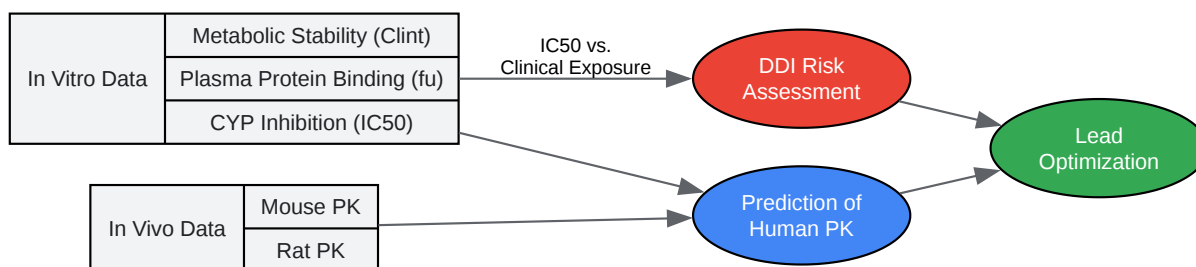 In Vitro Data
Metabolic Stability (Clint)
Plasma Protein Binding (fu)
CYP Inhibition (IC50)
IC50 vs.
Clinical Exposure
DDI Risk
Assessment
Lead
Optimization
In Vivo Data
Mouse PK
Rat PK
Prediction of
Human PK